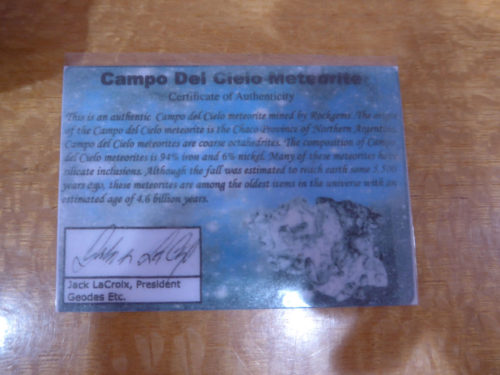 Campo Del Cielo Meteorite
Certificate of Authenticity
This is an authentic Campo del Cielo meteorite mined by Rockgems. The origin
of the Campo del Cielo meteorite is the Chaco Province of Northern Argentina.
Campo del Cielo meteorites are coarse octahedrites. The composition of Campo
del Cielo meteorites is 94% iron and 6% nickel. Many of these meteorites have
silicate inclusions. Although the fall was estimated to reach earth some 5,500
years ago, these meteorites are among the oldest items in the universe with an
estimated age of 4.6 billion years.
Jack LaCroix, President
Geodes Etc.